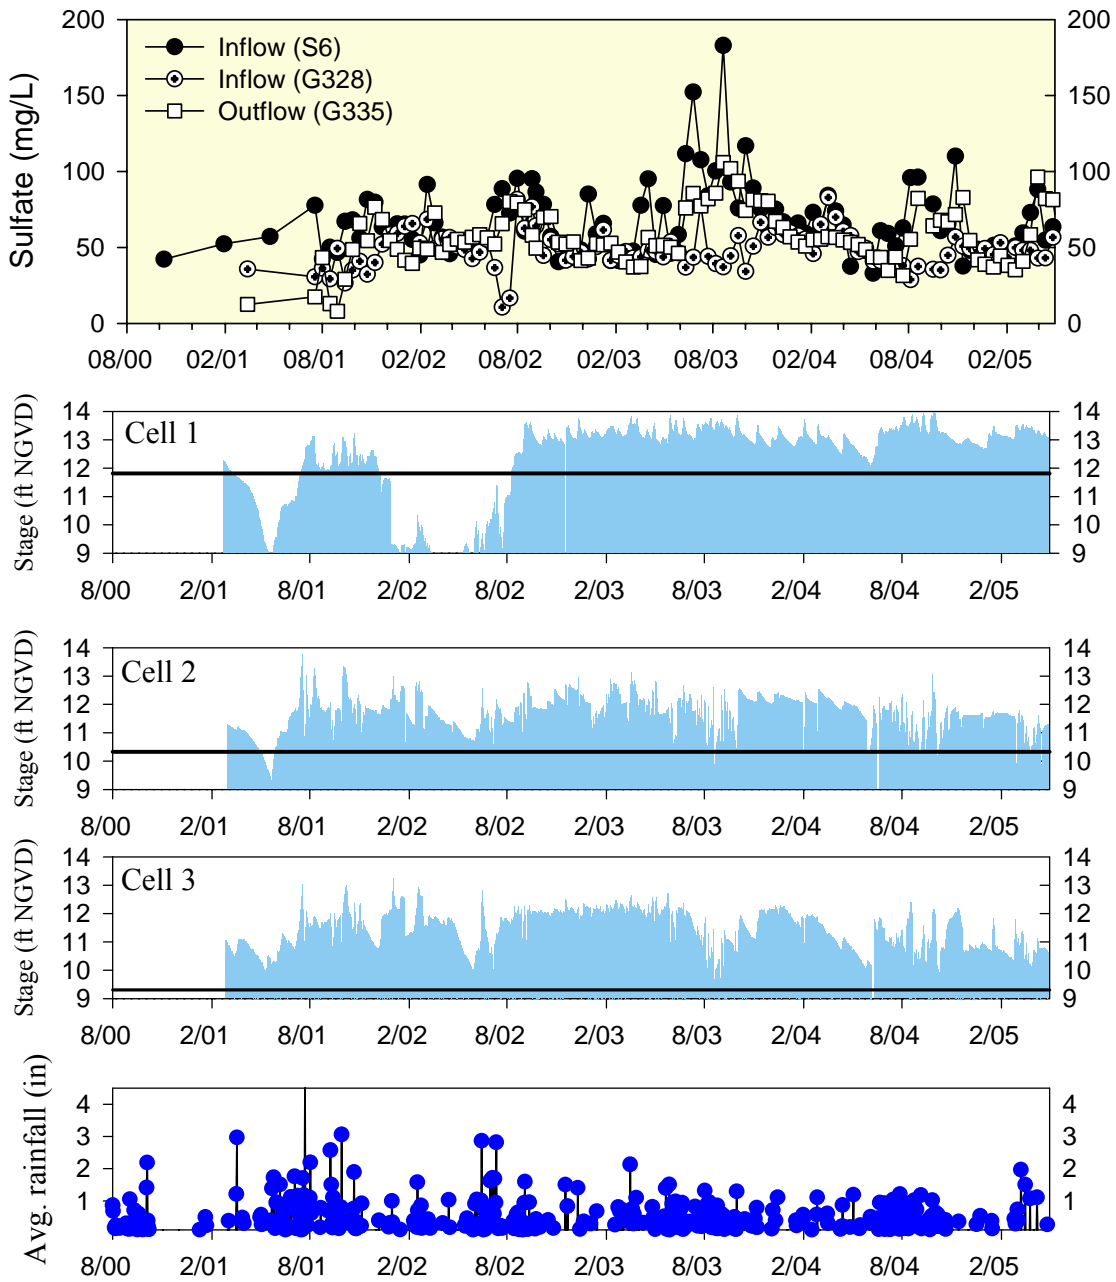 Sulfate (mg/L)
200 200
Inflow (S6)
Inflow (G328)
Outflow (G335)
150 150
100 100
50 50
0 0
08/00 02/01 08/01 02/02 08/02 02/03 08/03 02/04 08/04 02/05
Stage (ft NGVD)
Cell 1
14 14
13 13
12 12
11 11
10 10
9 9
8/00 2/01 8/01 2/02 8/02 2/03 8/03 2/04 8/04 2/05
Stage (ft NGVD)
Cell 2
14 14
13 13
12 12
11 11
10 10
9 9
8/00 2/01 8/01 2/02 8/02 2/03 8/03 2/04 8/04 2/05
Stage (ft NGVD)
Cell 3
14 14
13 13
12 12
11 11
10 10
9 9
8/00 2/01 8/01 2/02 8/02 2/03 8/03 2/04 8/04 2/05
Avg. rainfall (in)
4 4
3 3
2 2
1 1
8/00 2/01 8/01 2/02 8/02 2/03 8/03 2/04 8/04 2/05